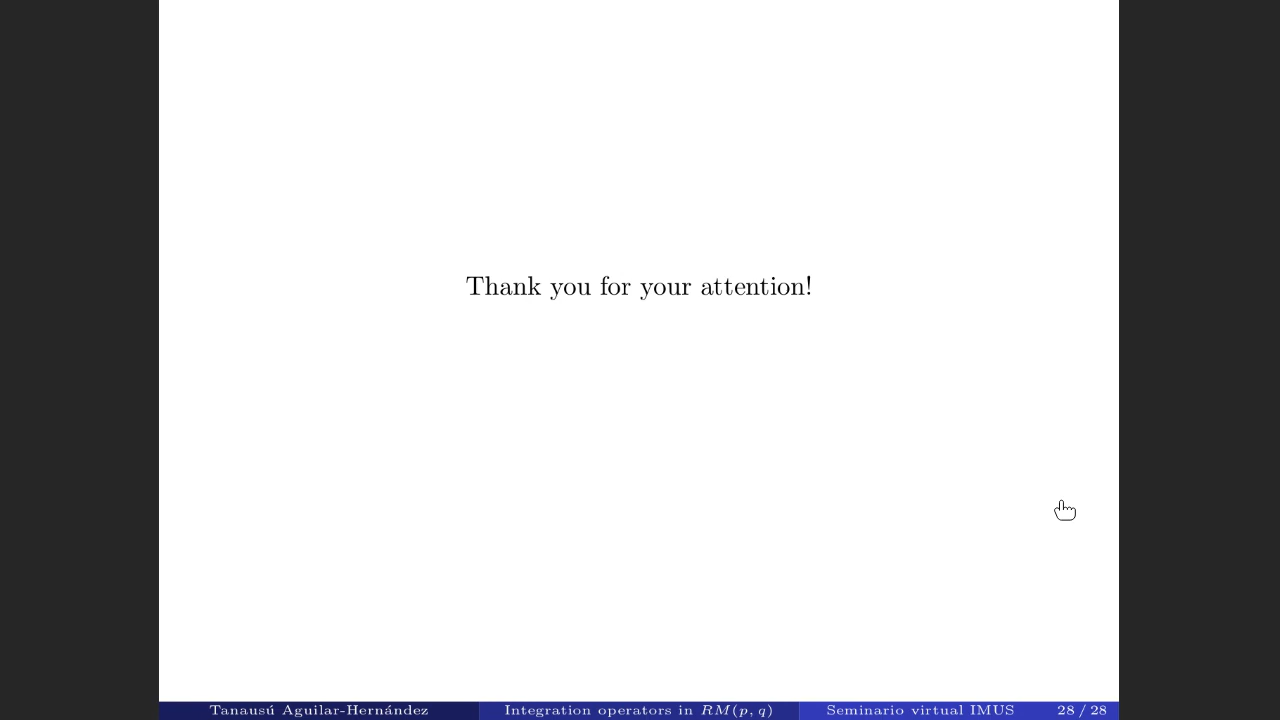 Thank you for your attention!
Tanausú Aguilar-Hernández Integration operators in RM(p, q) Seminario virtual IMUS 28 / 28